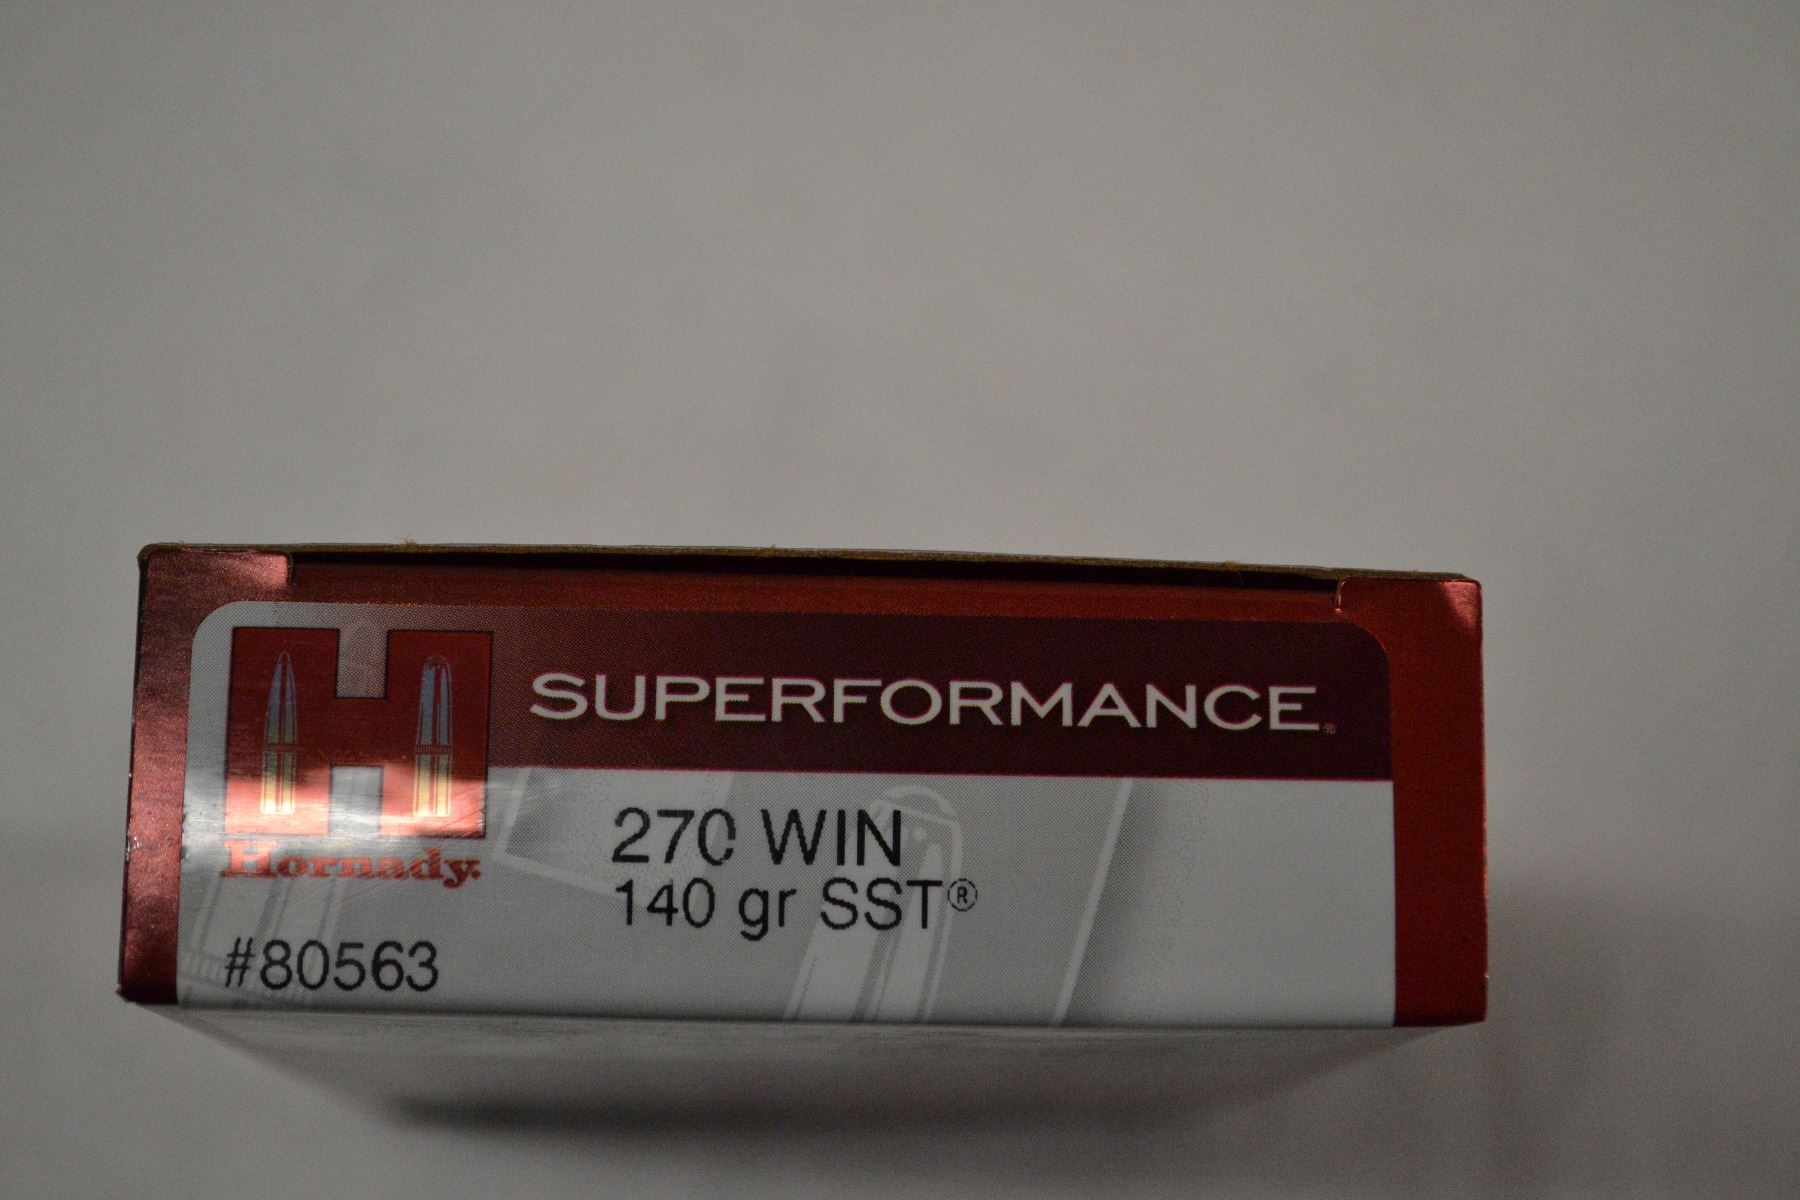 SUPERFORMANCE®
270 WIN
140 gr SST®
Hornady.
#80563